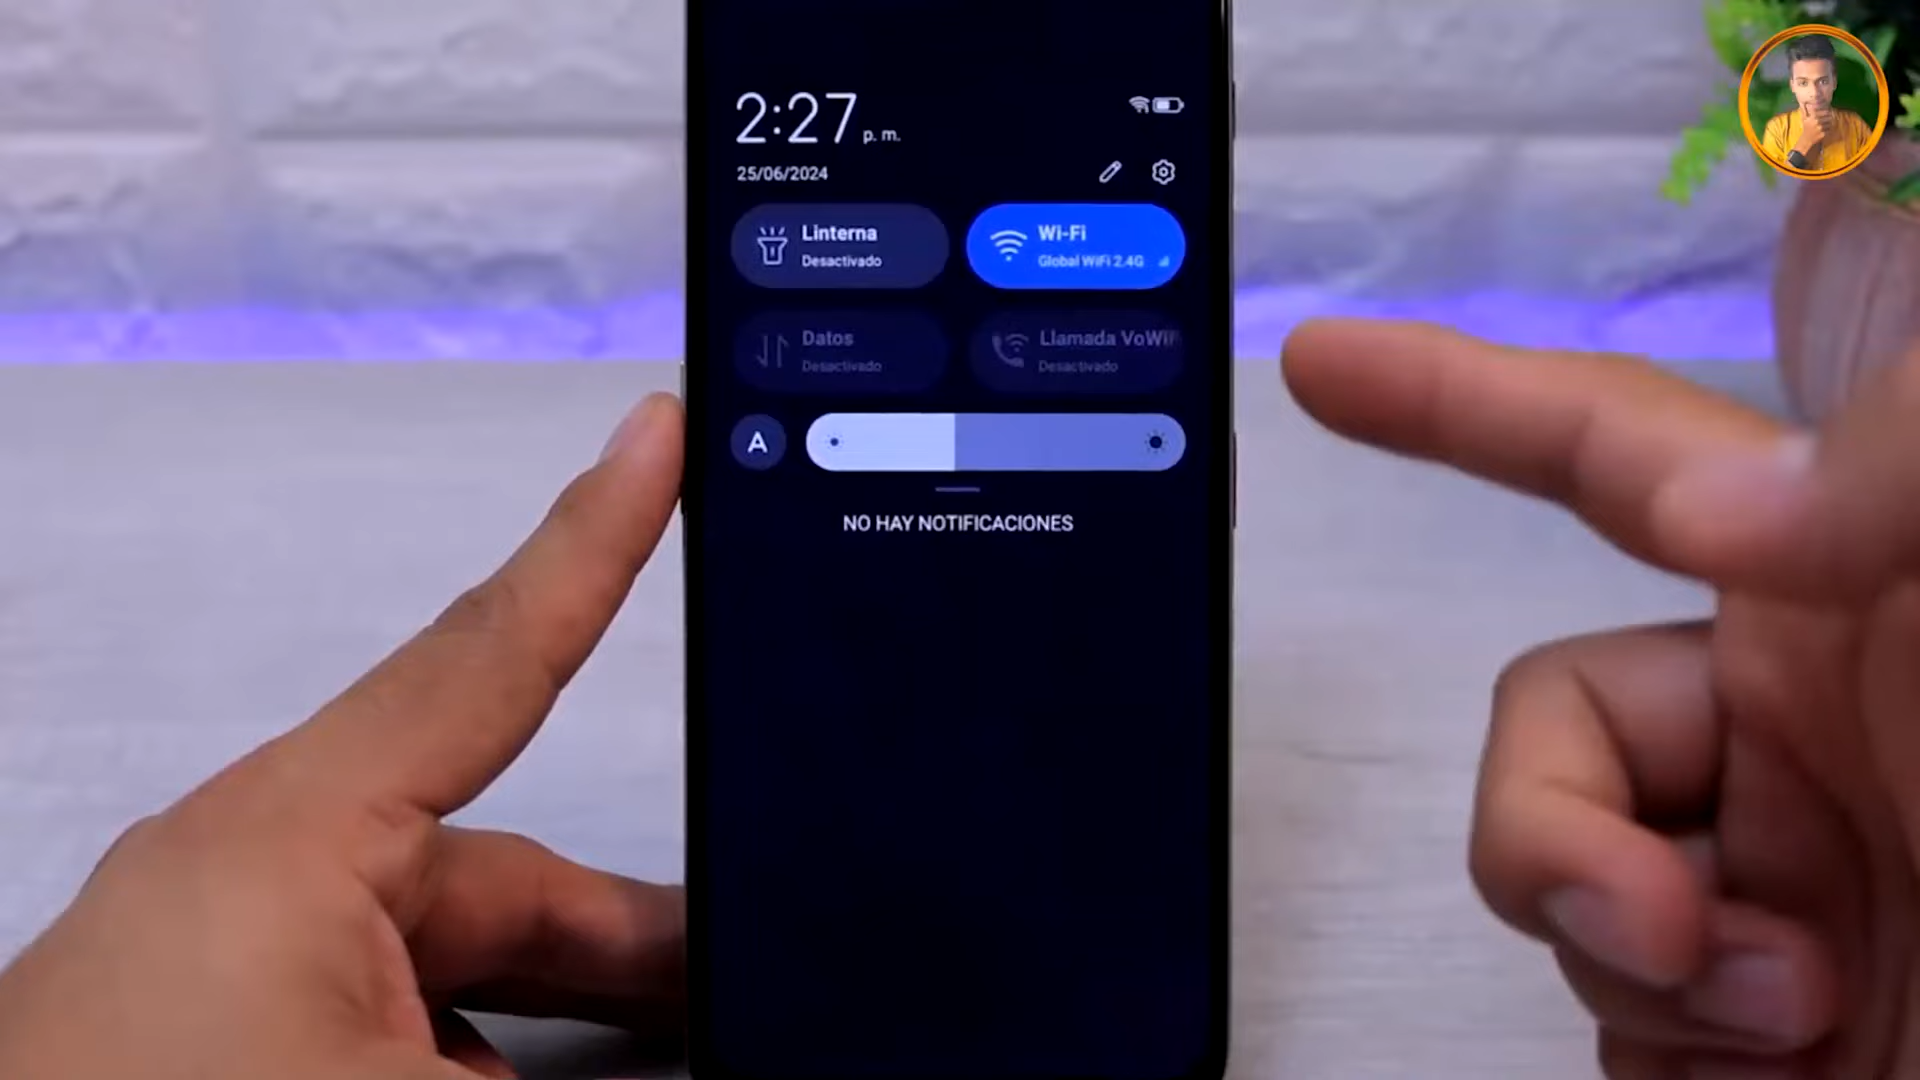 2:27 p. m.
25/06/2024
Linterna
Desactivado
Wi-Fi
Global WiFi 2.4G
Datos
Desactivado
Llamada VoWiF
Desactivado
A
NO HAY NOTIFICACIONES